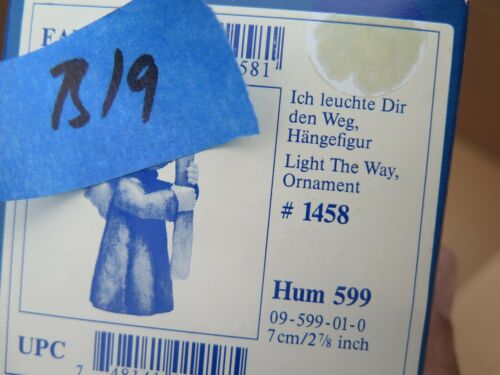 B19
581
Ich leuchte Dir
den Weg,
Hängefigur
Light The Way,
Ornament
# 1458
Hum 599
09-599-01-0
7 cm/2⅞ inch
UPC